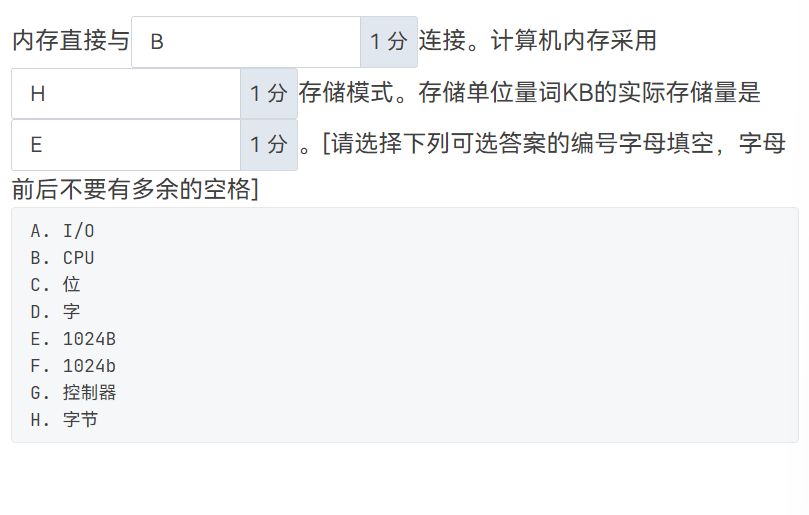 内存直接与 B 1 分 连接。计算机内存采用
H 1 分 存储模式。存储单位量词KB的实际存储量是
E 1 分 。[请选择下列可选答案的编号字母填空，字母
前后不要有多余的空格]
A. I/O
B. CPU
C. 位
D. 字
E. 1024B
F. 1024b
G. 控制器
H. 字节